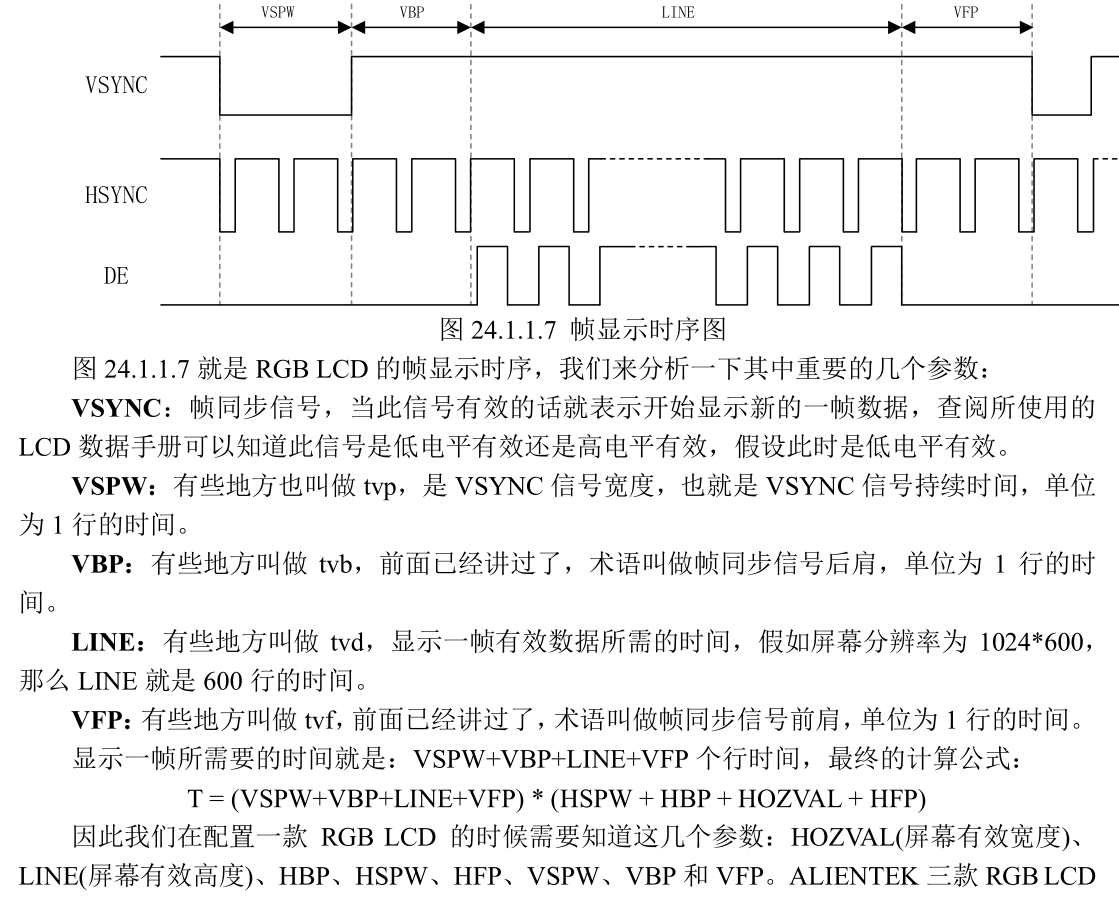 VSPW VBP LINE VFP
VSYNC
HSYNC
DE
图 24.1.1.7 帧显示时序图
图 24.1.1.7 就是 RGB LCD 的帧显示时序，我们来分析一下其中重要的几个参数：
VSYNC：帧同步信号，当此信号有效的话就表示开始显示新的一帧数据，查阅所使用的
LCD 数据手册可以知道此信号是低电平有效还是高电平有效，假设此时是低电平有效。
VSPW：有些地方也叫做 tvp，是 VSYNC 信号宽度，也就是 VSYNC 信号持续时间，单位
为 1 行的时间。
VBP：有些地方叫做 tvb，前面已经讲过了，术语叫做帧同步信号后肩，单位为 1 行的时
间。
LINE：有些地方叫做 tvd，显示一帧有效数据所需的时间，假如屏幕分辨率为 1024*600，
那么 LINE 就是 600 行的时间。
VFP：有些地方叫做 tvf，前面已经讲过了，术语叫做帧同步信号前肩，单位为 1 行的时间。
显示一帧所需要的时间就是：VSPW+VBP+LINE+VFP 个行时间，最终的计算公式：
T = (VSPW+VBP+LINE+VFP) * (HSPW + HBP + HOZVAL + HFP)
因此我们在配置一款 RGB LCD 的时候需要知道这几个参数：HOZVAL(屏幕有效宽度)、
LINE(屏幕有效高度)、HBP、HSPW、HFP、VSPW、VBP 和 VFP。ALIENTEK 三款 RGB LCD